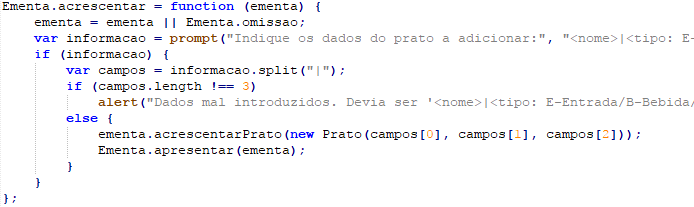 Ementa.acrescentar = function (ementa) {
ementa = ementa || Ementa.omissao;
var informacao = prompt("Indique os dados do prato a adicionar:", "<nome>|<tipo: E-
if (informacao) {
var campos = informacao.split("|");
if (campos.length !== 3)
alert("Dados mal introduzidos. Devia ser '<nome>|<tipo: E-Entrada/B-Bebida/
else {
ementa.acrescentarPrato(new Prato(campos[0], campos[1], campos[2]));
Ementa.apresentar(ementa);
}
}
};